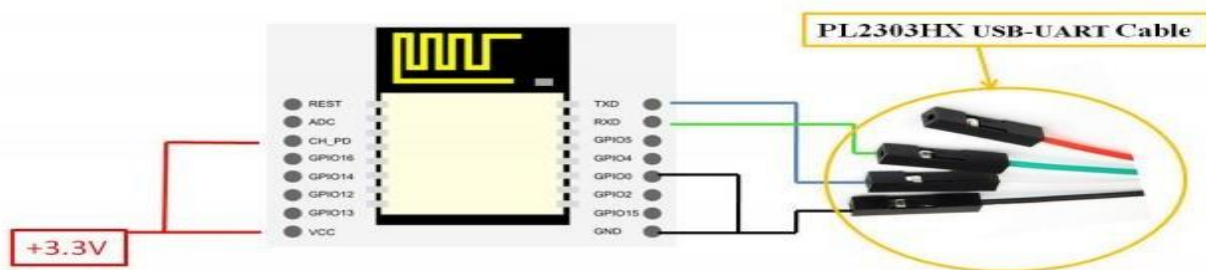 PL2303HX USB-UART Cable
REST
ADC
CH_PD
GPIO16
GPIO14
GPIO12
GPIO13
VCC
TXD
RXD
GPIO5
GPIO4
GPIO0
GPIO2
GPIO15
GND
+3.3V